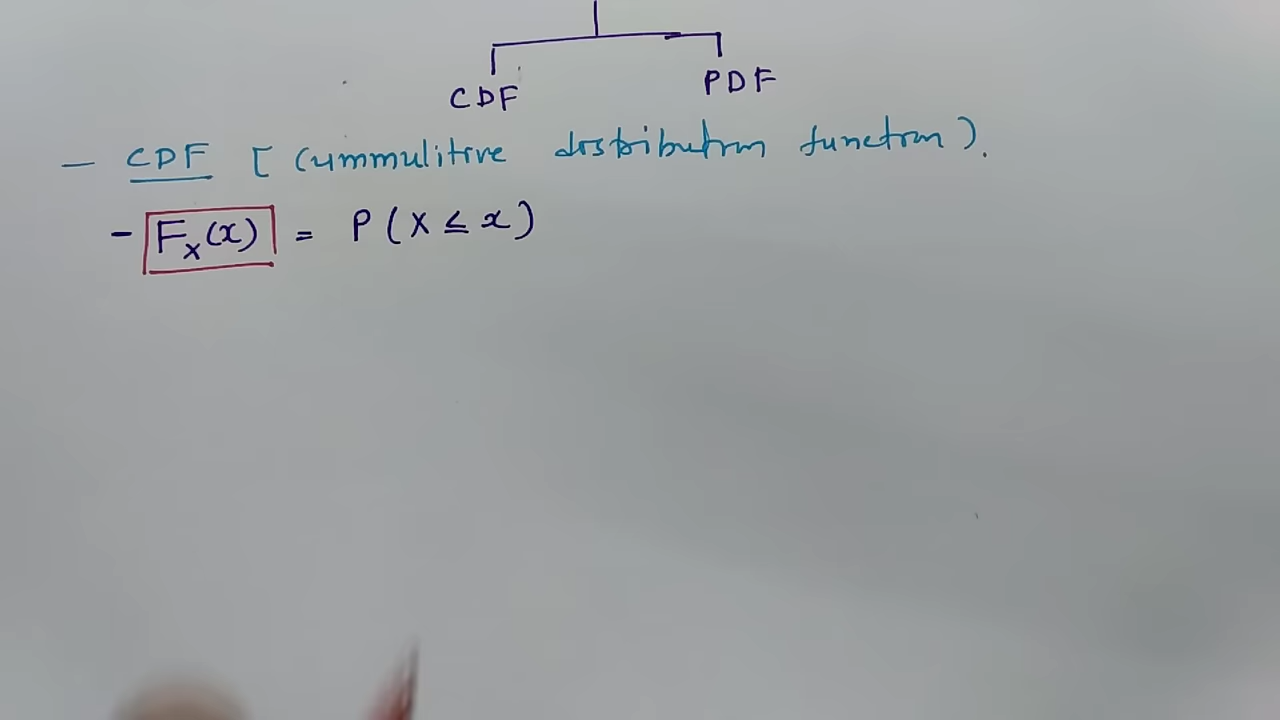 CDF PDF
- CDF [ Cummulitive distribution function ).
- Fx(x) = P ( X ≤ x )